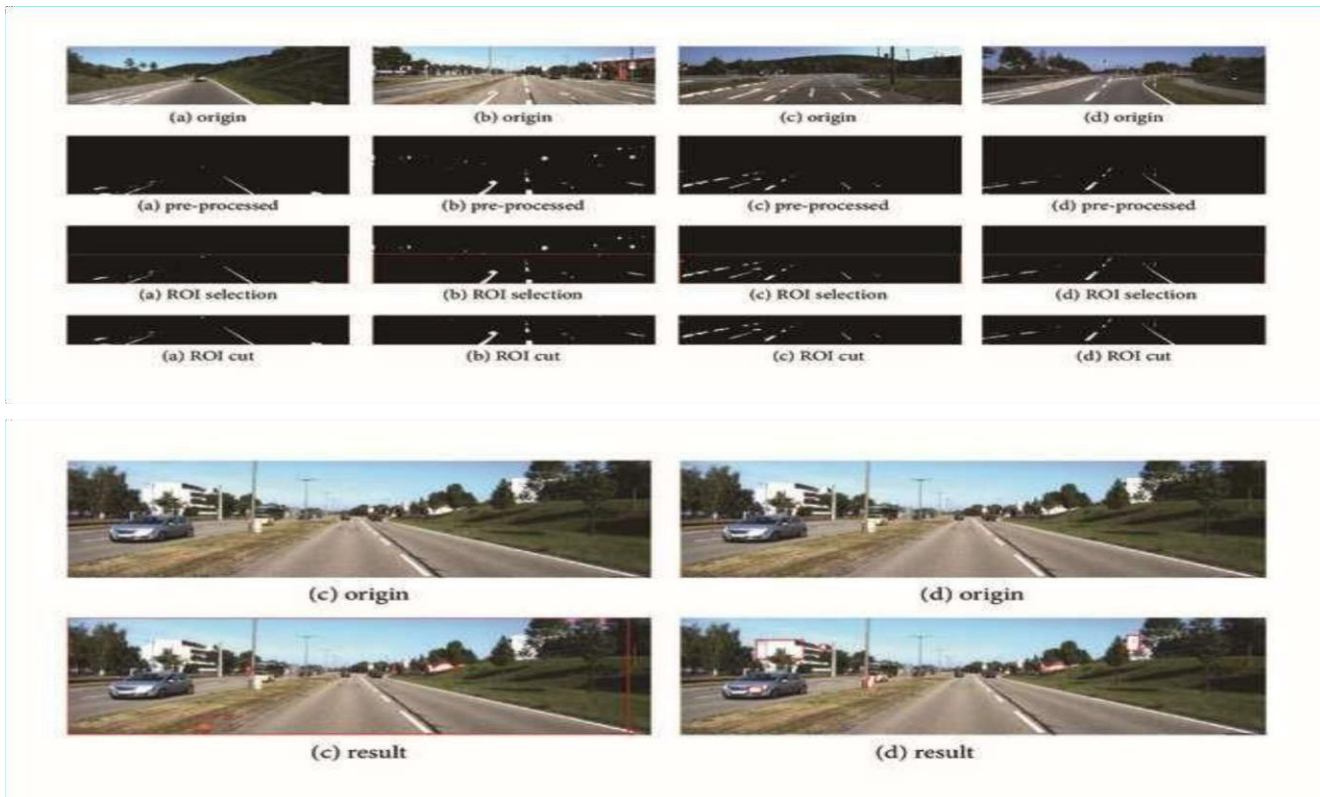 (a) origin (b) origin (c) origin (d) origin
(a) pre-processed (b) pre-processed (c) pre-processed (d) pre-processed
(a) ROI selection (b) ROI selection (c) ROI selection (d) ROI selection
(a) ROI cut (b) ROI cut (c) ROI cut (d) ROI cut
(c) origin (d) origin
(c) result (d) result